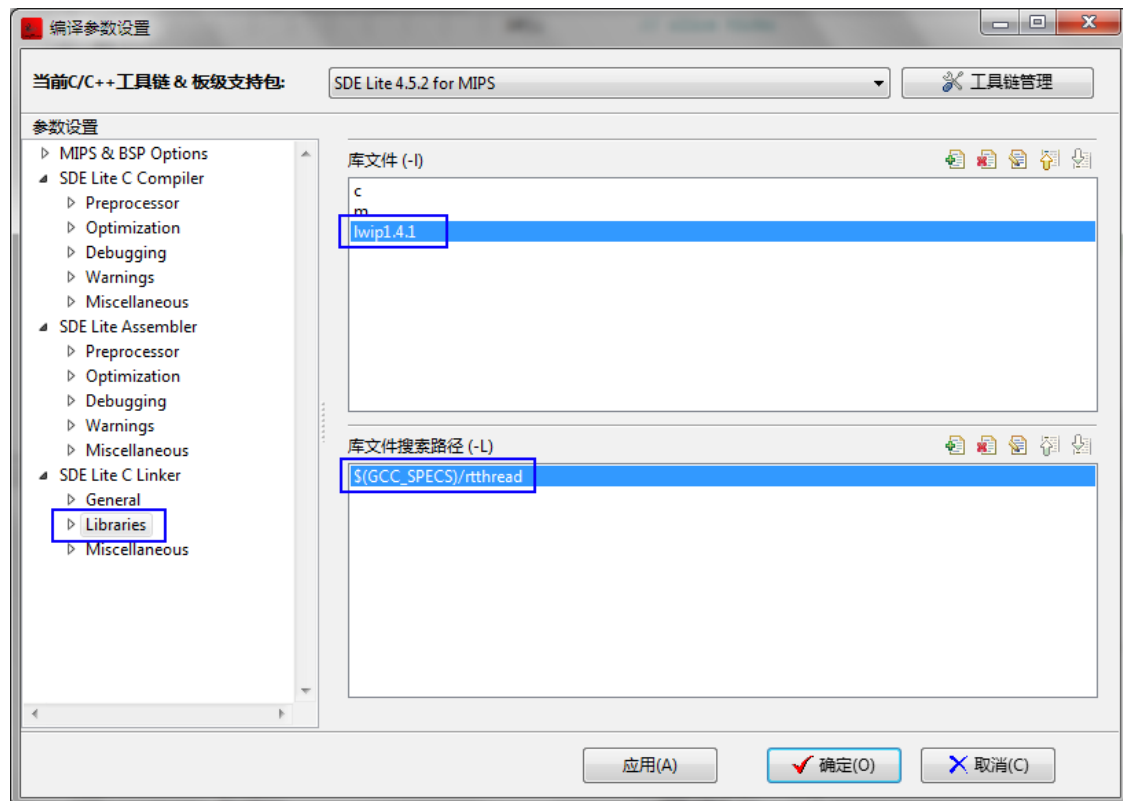 编译参数设置
当前C/C++工具链 & 板级支持包:
SDE Lite 4.5.2 for MIPS
工具链管理
参数设置
MIPS & BSP Options
SDE Lite C Compiler
Preprocessor
Optimization
Debugging
Warnings
Miscellaneous
SDE Lite Assembler
Preprocessor
Optimization
Debugging
Warnings
Miscellaneous
SDE Lite C Linker
General
Libraries
Miscellaneous
库文件 (-l)
c
m
lwip1.4.1
库文件搜索路径 (-L)
$(GCC_SPECS)/rtthread
应用(A)
确定(O)
取消(C)